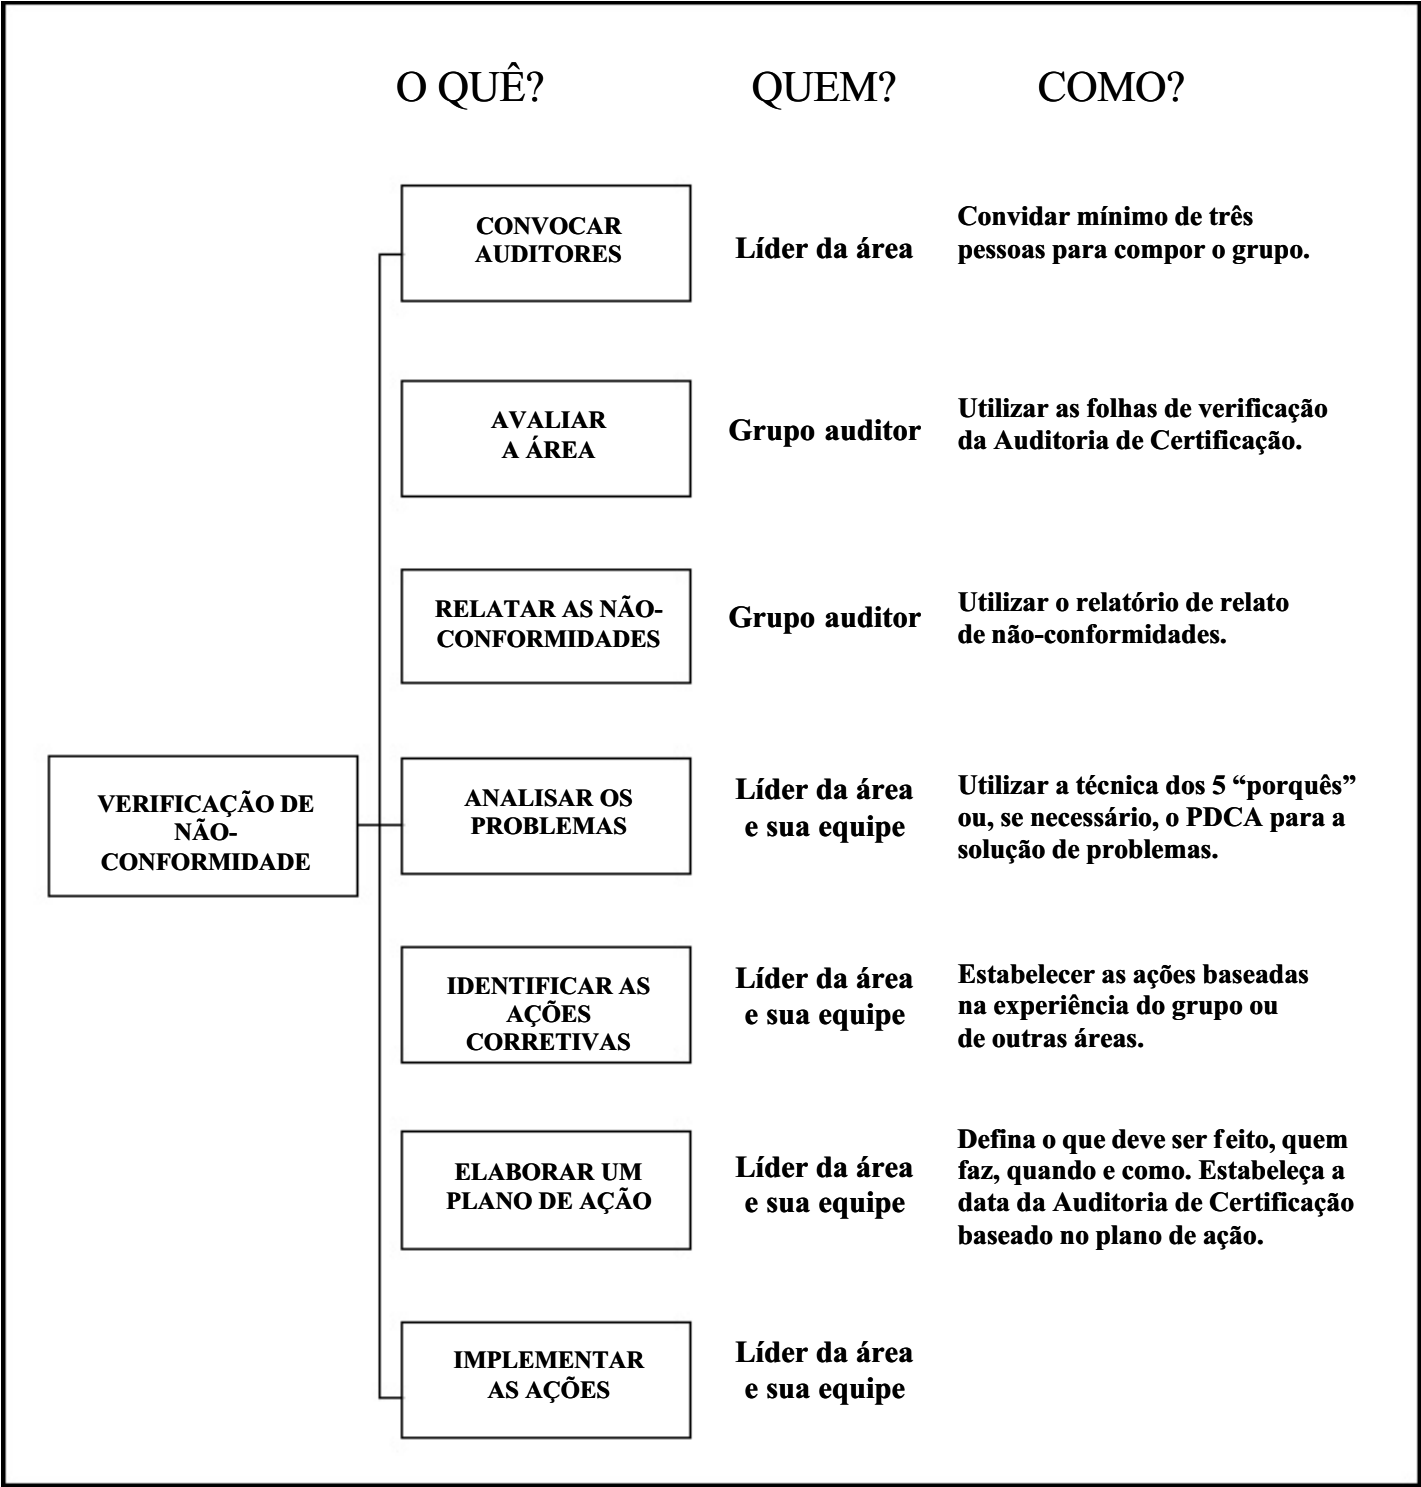 O QUÊ?
QUEM?
COMO?
CONVOCAR
AUDITORES
Líder da área
Convidar mínimo de três
pessoas para compor o grupo.
AVALIAR
A ÁREA
Grupo auditor
Utilizar as folhas de verificação
da Auditoria de Certificação.
RELATAR AS NÃO-
CONFORMIDADES
Grupo auditor
Utilizar o relatório de relato
de não-conformidades.
VERIFICAÇÃO DE
NÃO-
CONFORMIDADE
ANALISAR OS
PROBLEMAS
Líder da área
e sua equipe
Utilizar a técnica dos 5 “porquês”
ou, se necessário, o PDCA para a
solução de problemas.
IDENTIFICAR AS
AÇÕES
CORRETIVAS
Líder da área
e sua equipe
Estabelecer as ações baseadas
na experiência do grupo ou
de outras áreas.
ELABORAR UM
PLANO DE AÇÃO
Líder da área
e sua equipe
Defina o que deve ser feito, quem
faz, quando e como. Estabeleça a
data da Auditoria de Certificação
baseado no plano de ação.
IMPLEMENTAR
AS AÇÕES
Líder da área
e sua equipe